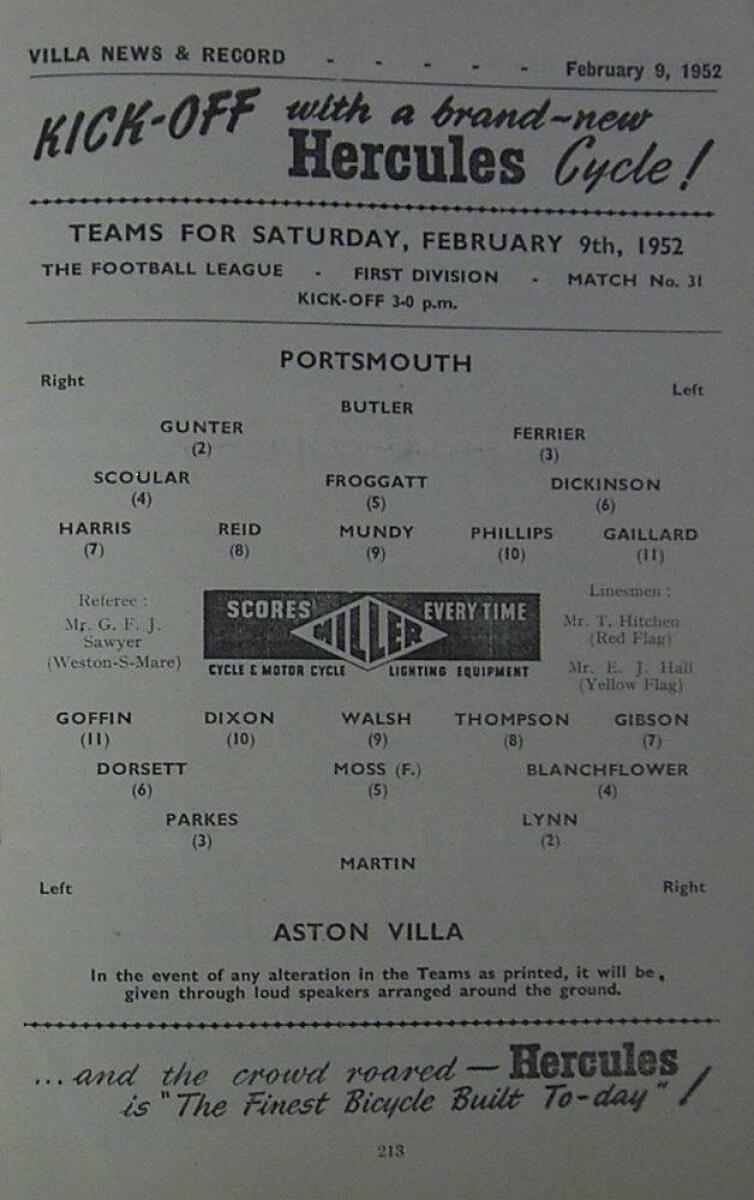 VILLA NEWS & RECORD - - - - - February 9, 1952
KICK-OFF with a brand-new
Hercules Cycle!
TEAMS FOR SATURDAY, FEBRUARY 9th, 1952
THE FOOTBALL LEAGUE - FIRST DIVISION - MATCH No. 31
KICK-OFF 3-0 p.m.
PORTSMOUTH
Right Left
BUTLER
GUNTER FERRIER
(2) (3)
SCOULAR FROGGATT DICKINSON
(4) (5) (6)
HARRIS REID MUNDY PHILLIPS GAILLARD
(7) (8) (9) (10) (11)
Referee :
Mr. G. F. J.
Sawyer
(Weston-S-Mare)
SCORES MILLER EVERY TIME
CYCLE & MOTOR CYCLE LIGHTING EQUIPMENT
Linesmen :
Mr. T. Hitchen
(Red Flag)
Mr. E. J. Hall
(Yellow Flag)
GOFFIN DIXON WALSH THOMPSON GIBSON
(11) (10) (9) (8) (7)
DORSETT MOSS (F.) BLANCHFLOWER
(6) (5) (4)
PARKES LYNN
(3) (2)
MARTIN
Left Right
ASTON VILLA
In the event of any alteration in the Teams as printed, it will be,
given through loud speakers arranged around the ground.
...and the crowd roared — Hercules
is "The Finest Bicycle Built To-day" !
213